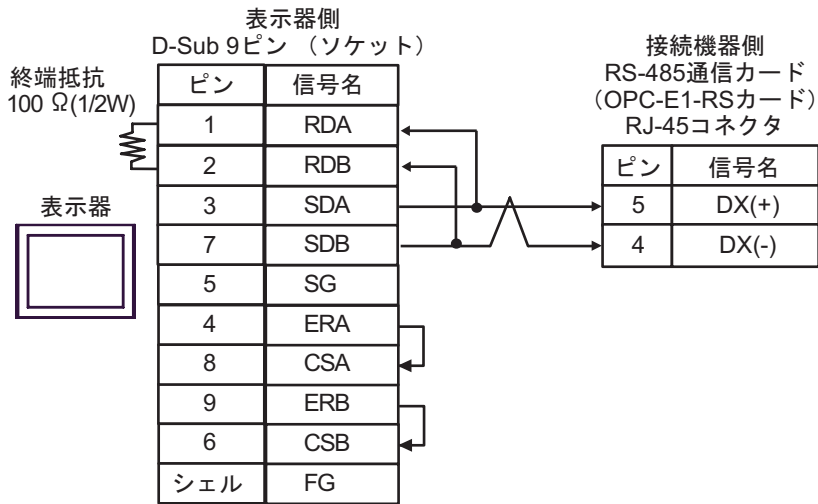 表示器側
D-Sub 9ピン （ソケット）
終端抵抗
100 Ω(1/2W)
表示器
ピン 信号名
1 RDA
2 RDB
3 SDA
7 SDB
5 SG
4 ERA
8 CSA
9 ERB
6 CSB
シェル FG
接続機器側
RS-485通信カード
（OPC-E1-RSカード）
RJ-45コネクタ
ピン 信号名
5 DX(+)
4 DX(-)